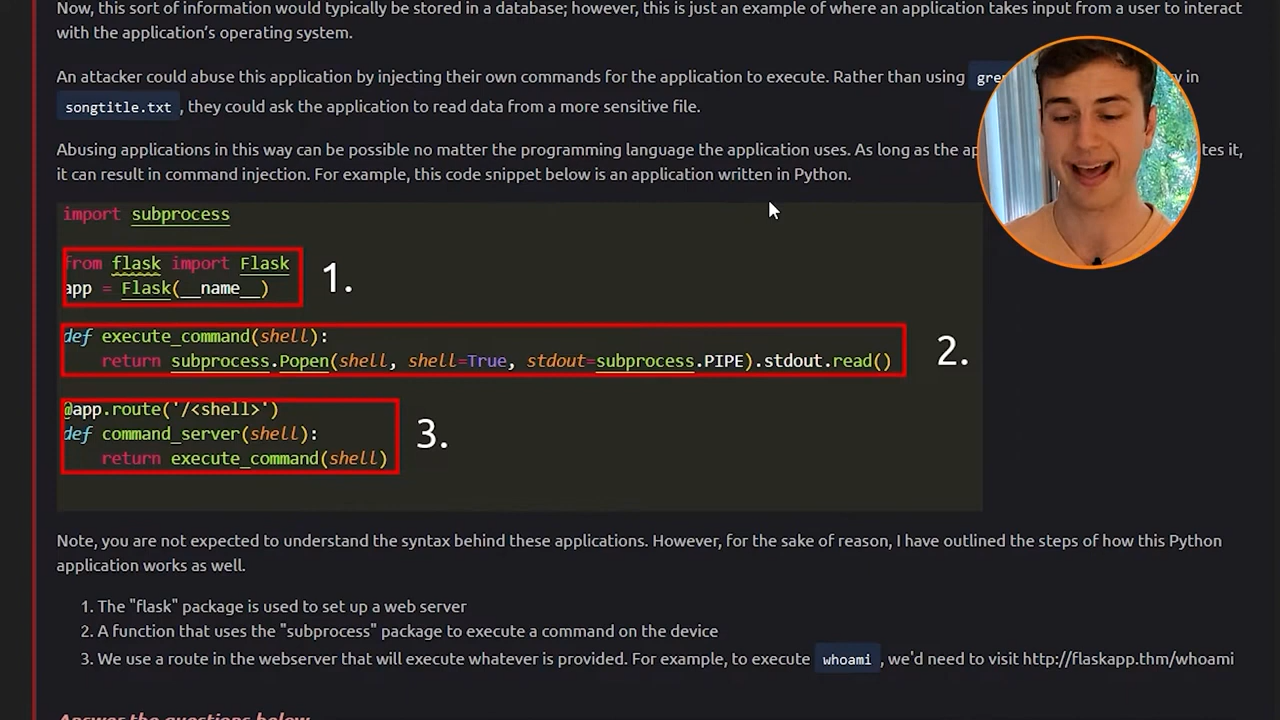 Now, this sort of information would typically be stored in a database; however, this is just an example of where an application takes input from a user to interact
with the application's operating system.
An attacker could abuse this application by injecting their own commands for the application to execute. Rather than using in
songtitle.txt , they could ask the application to read data from a more sensitive file.
Abusing applications in this way can be possible no matter the programming language the application uses. As long as the it,
it can result in command injection. For example, this code snippet below is an application written in Python.
import subprocess
from flask import Flask
app = Flask(__name__)
1.
def execute_command(shell):
return subprocess.Popen(shell, shell=True, stdout=subprocess.PIPE).stdout.read()
2.
@app.route('/<shell>')
def command_server(shell):
return execute_command(shell)
3.
Note, you are not expected to understand the syntax behind these applications. However, for the sake of reason, I have outlined the steps of how this Python
application works as well.
1. The "flask" package is used to set up a web server
2. A function that uses the "subprocess" package to execute a command on the device
3. We use a route in the webserver that will execute whatever is provided. For example, to execute whoami , we'd need to visit http://flaskapp.thm/whoami
Answer the questions below